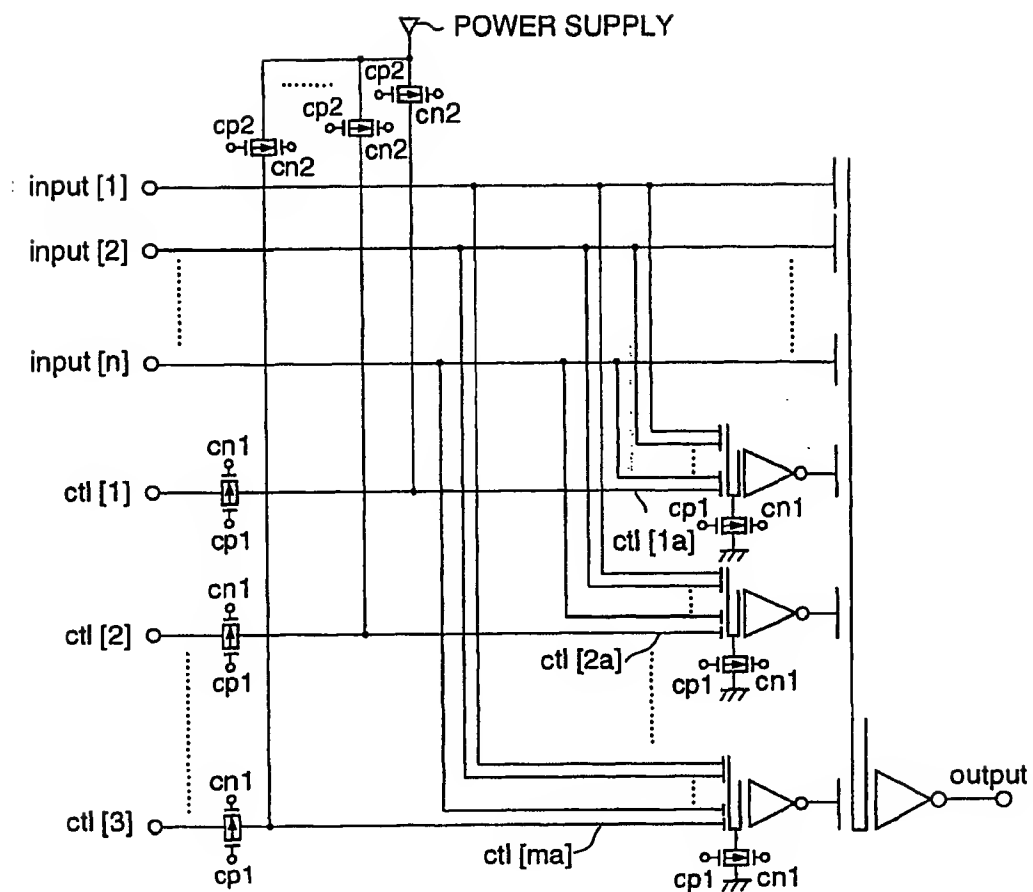 POWER SUPPLY
cp2
cp2
cn2
cp2
cn2
cn2
input [1]
input [2]
input [n]
cn1
ctl [1]
cp1
cp1
cn1
ctl [1a]
cn1
ctl [2]
cp1
ctl [2a]
cp1
cn1
cn1
output
ctl [3]
cp1
ctl [ma]
cp1
cn1